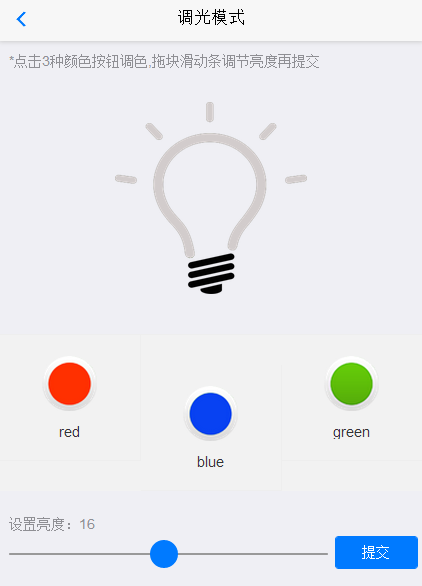 调光模式
*点击3种颜色按钮调色,拖块滑动条调节亮度再提交
red
green
blue
设置亮度：16
提交